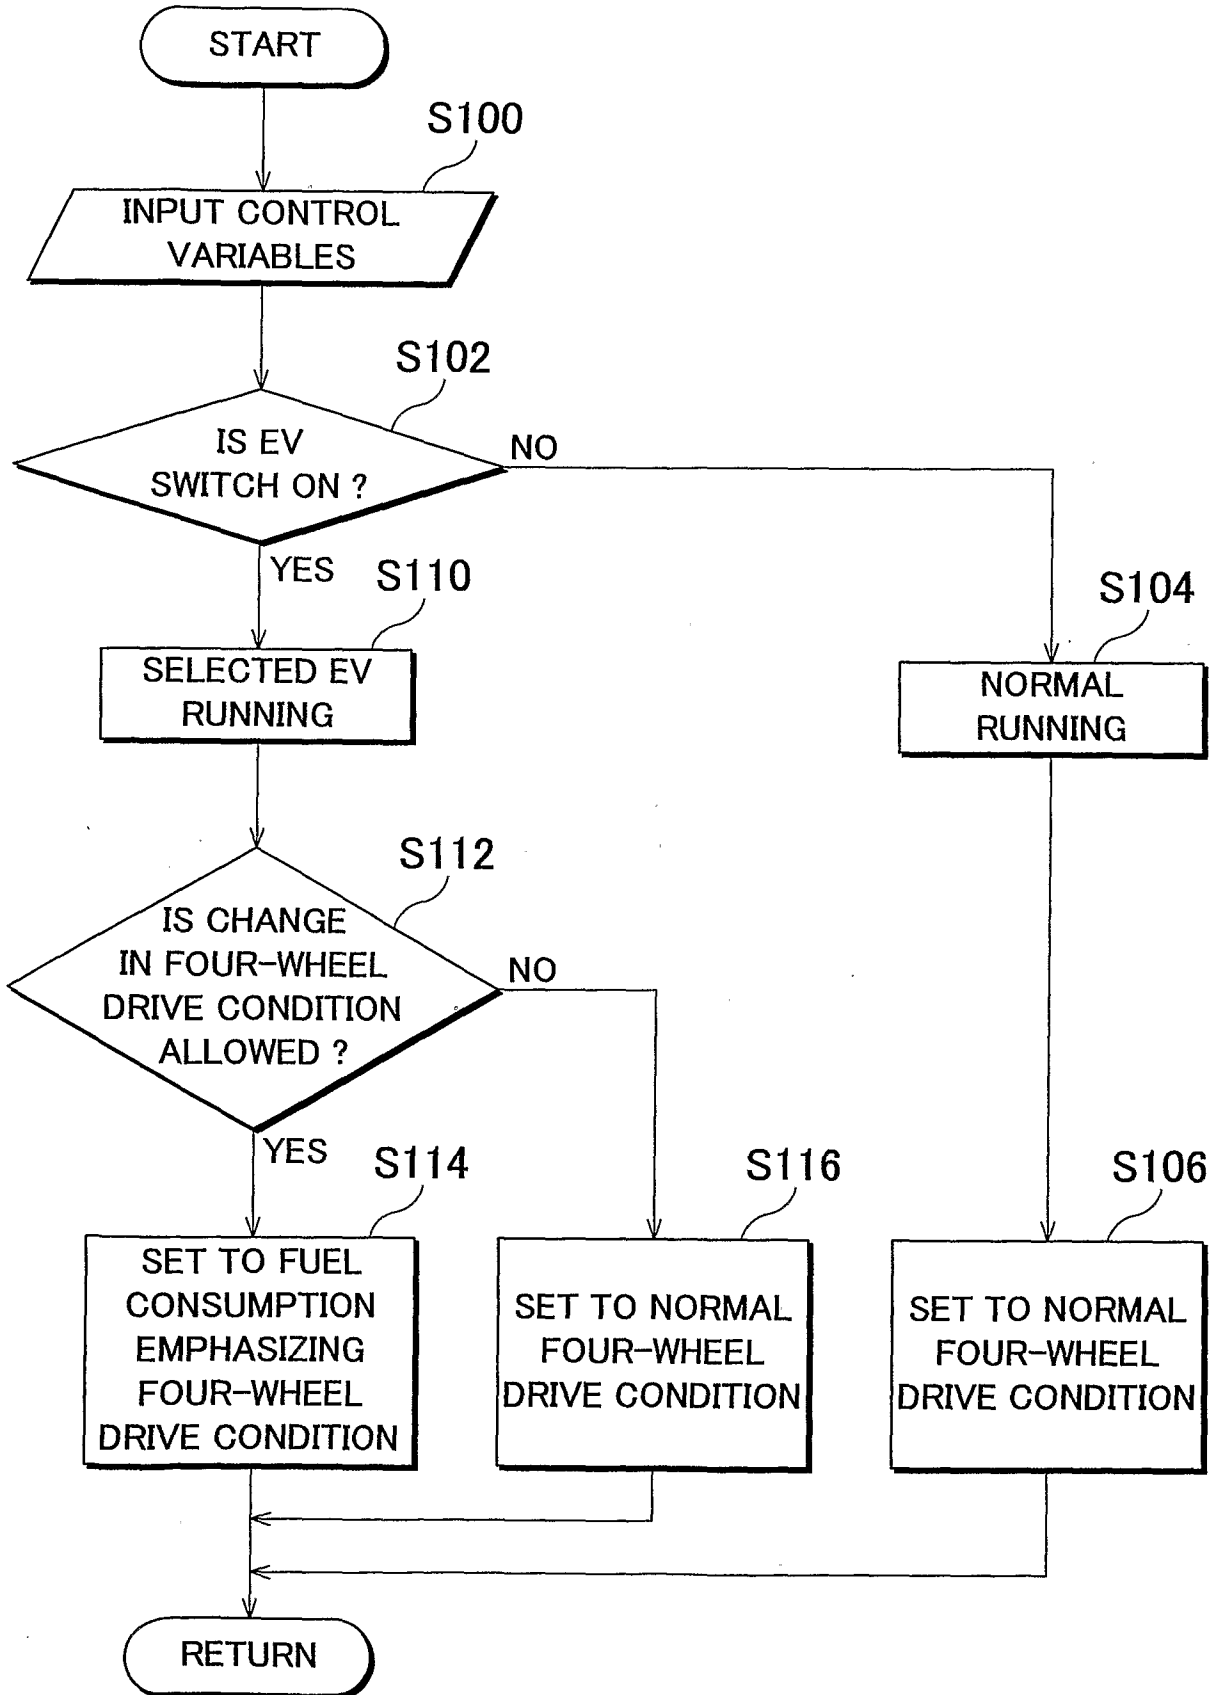 START
S100
INPUT CONTROL
VARIABLES
S102
IS EV
SWITCH ON ?
NO
YES
S110
SELECTED EV
RUNNING
S104
NORMAL
RUNNING
S112
IS CHANGE
IN FOUR-WHEEL
DRIVE CONDITION
ALLOWED ?
NO
YES
S114
SET TO FUEL
CONSUMPTION
EMPHASIZING
FOUR-WHEEL
DRIVE CONDITION
S116
SET TO NORMAL
FOUR-WHEEL
DRIVE CONDITION
S106
SET TO NORMAL
FOUR-WHEEL
DRIVE CONDITION
RETURN